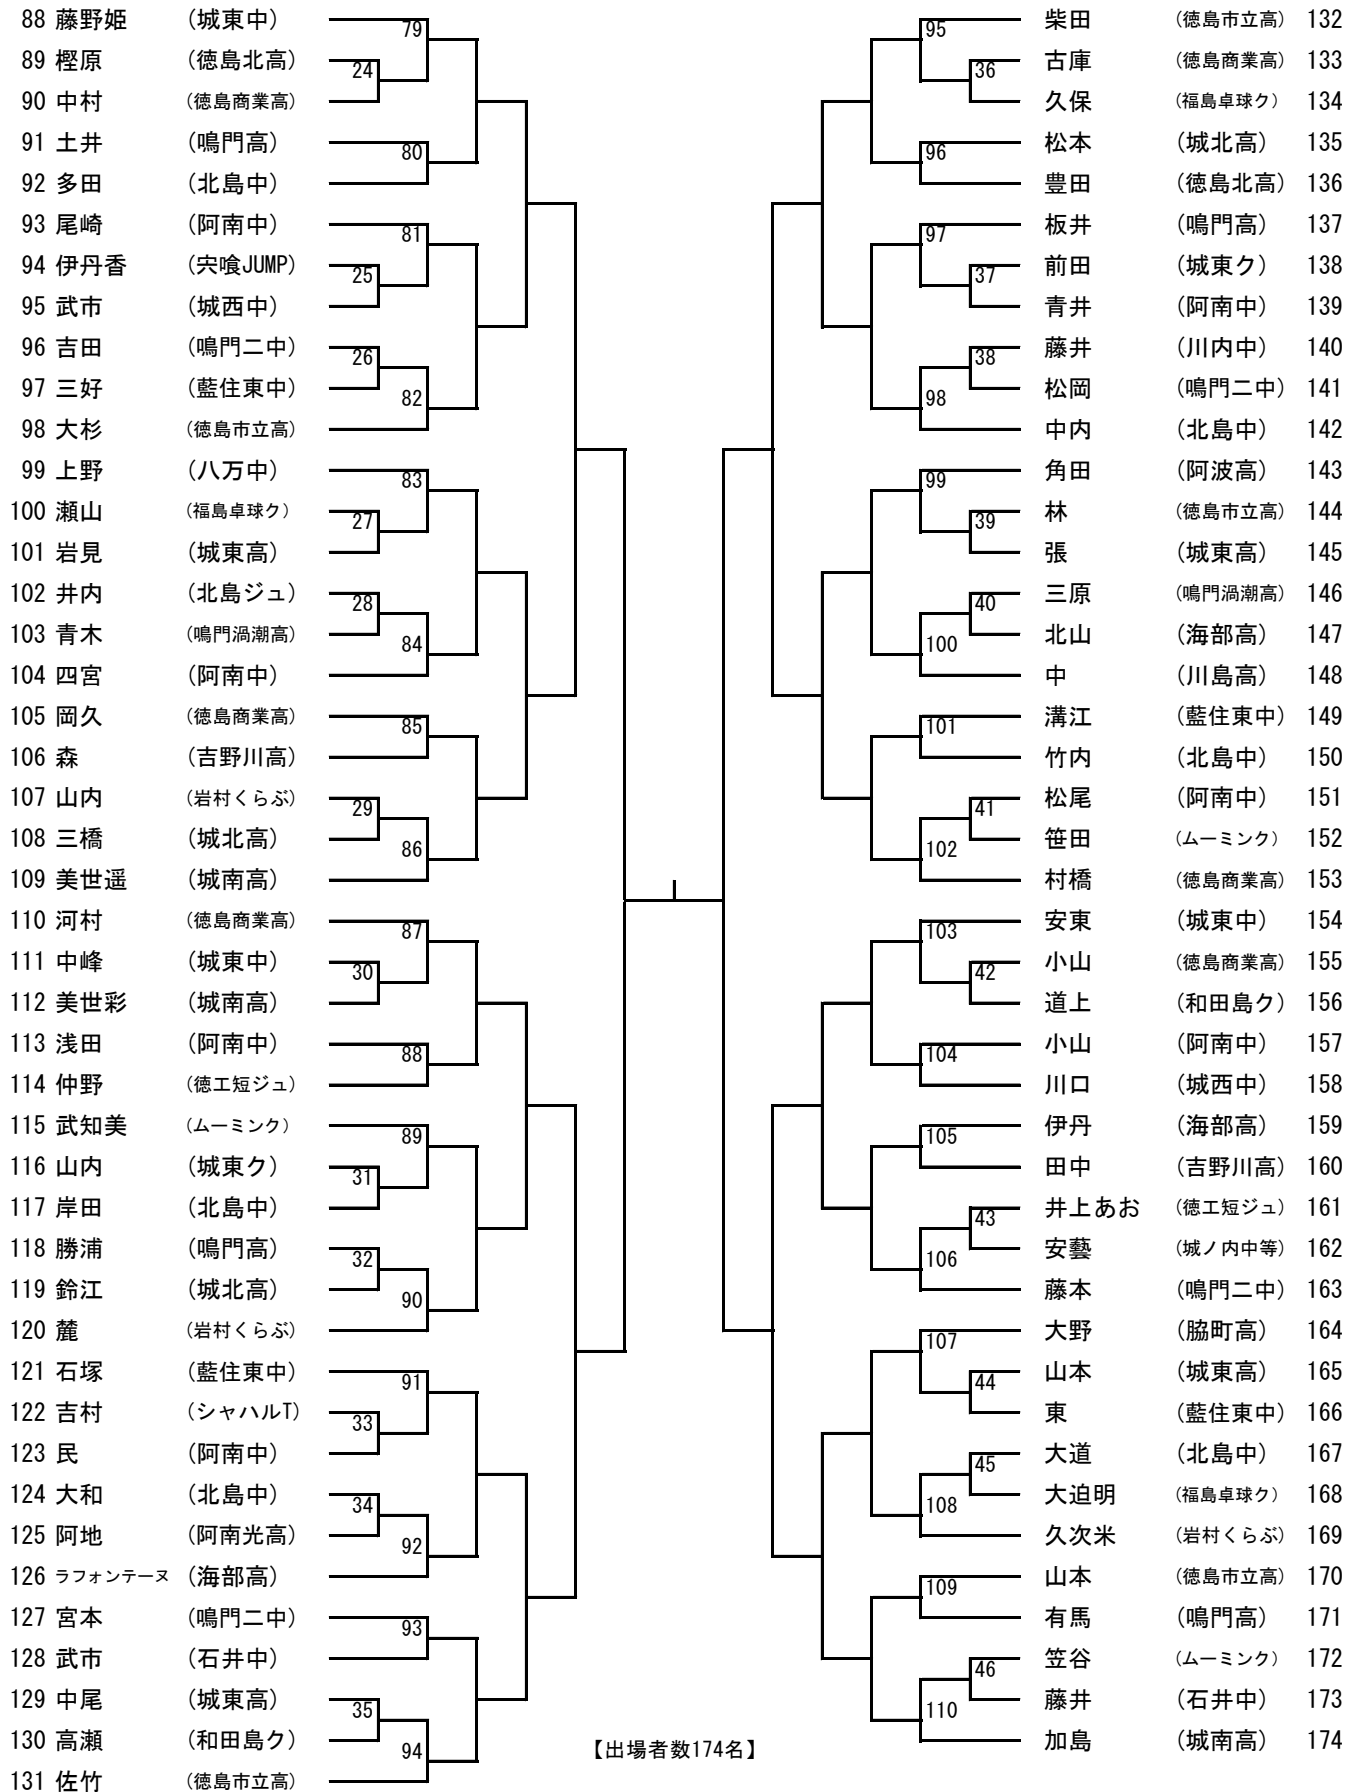 88 藤野姫 (城東中)
89 樫原 (徳島北高)
90 中村 (徳島商業高)
91 土井 (鳴門高)
92 多田 (北島中)
93 尾崎 (阿南中)
94 伊丹香 (宍喰JUMP)
95 武市 (城西中)
96 吉田 (鳴門二中)
97 三好 (藍住東中)
98 大杉 (徳島市立高)
99 上野 (八万中)
100 瀬山 (福島卓球ク)
101 岩見 (城東高)
102 井内 (北島ジュ)
103 青木 (鳴門渦潮高)
104 四宮 (阿南中)
105 岡久 (徳島商業高)
106 森 (吉野川高)
107 山内 (岩村くらぶ)
108 三橋 (城北高)
109 美世遥 (城南高)
110 河村 (徳島商業高)
111 中峰 (城東中)
112 美世彩 (城南高)
113 浅田 (阿南中)
114 仲野 (徳工短ジュ)
115 武知美 (ムーミンク)
116 山内 (城東ク)
117 岸田 (北島中)
118 勝浦 (鳴門高)
119 鈴江 (城北高)
120 麓 (岩村くらぶ)
121 石塚 (藍住東中)
122 吉村 (シャハルT)
123 民 (阿南中)
124 大和 (北島中)
125 阿地 (阿南光高)
126 ラフォンテーヌ (海部高)
127 宮本 (鳴門二中)
128 武市 (石井中)
129 中尾 (城東高)
130 高瀬 (和田島ク)
131 佐竹 (徳島市立高)
79
24
80
81
25
26
82
83
27
28
84
85
29
86
87
30
88
89
31
32
90
91
33
34
92
93
35
94
95
36
96
97
37
38
98
99
39
40
100
101
41
102
103
42
104
105
43
106
107
44
45
108
109
46
110
柴田 (徳島市立高) 132
古庫 (徳島商業高) 133
久保 (福島卓球ク) 134
松本 (城北高) 135
豊田 (徳島北高) 136
板井 (鳴門高) 137
前田 (城東ク) 138
青井 (阿南中) 139
藤井 (川内中) 140
松岡 (鳴門二中) 141
中内 (北島中) 142
角田 (阿波高) 143
林 (徳島市立高) 144
張 (城東高) 145
三原 (鳴門渦潮高) 146
北山 (海部高) 147
中 (川島高) 148
溝江 (藍住東中) 149
竹内 (北島中) 150
松尾 (阿南中) 151
笹田 (ムーミンク) 152
村橋 (徳島商業高) 153
安東 (城東中) 154
小山 (徳島商業高) 155
道上 (和田島ク) 156
小山 (阿南中) 157
川口 (城西中) 158
伊丹 (海部高) 159
田中 (吉野川高) 160
井上あお (徳工短ジュ) 161
安藝 (城ノ内中等) 162
藤本 (鳴門二中) 163
大野 (脇町高) 164
山本 (城東高) 165
東 (藍住東中) 166
大道 (北島中) 167
大迫明 (福島卓球ク) 168
久次米 (岩村くらぶ) 169
山本 (徳島市立高) 170
有馬 (鳴門高) 171
笠谷 (ムーミンク) 172
藤井 (石井中) 173
加島 (城南高) 174
【出場者数174名】